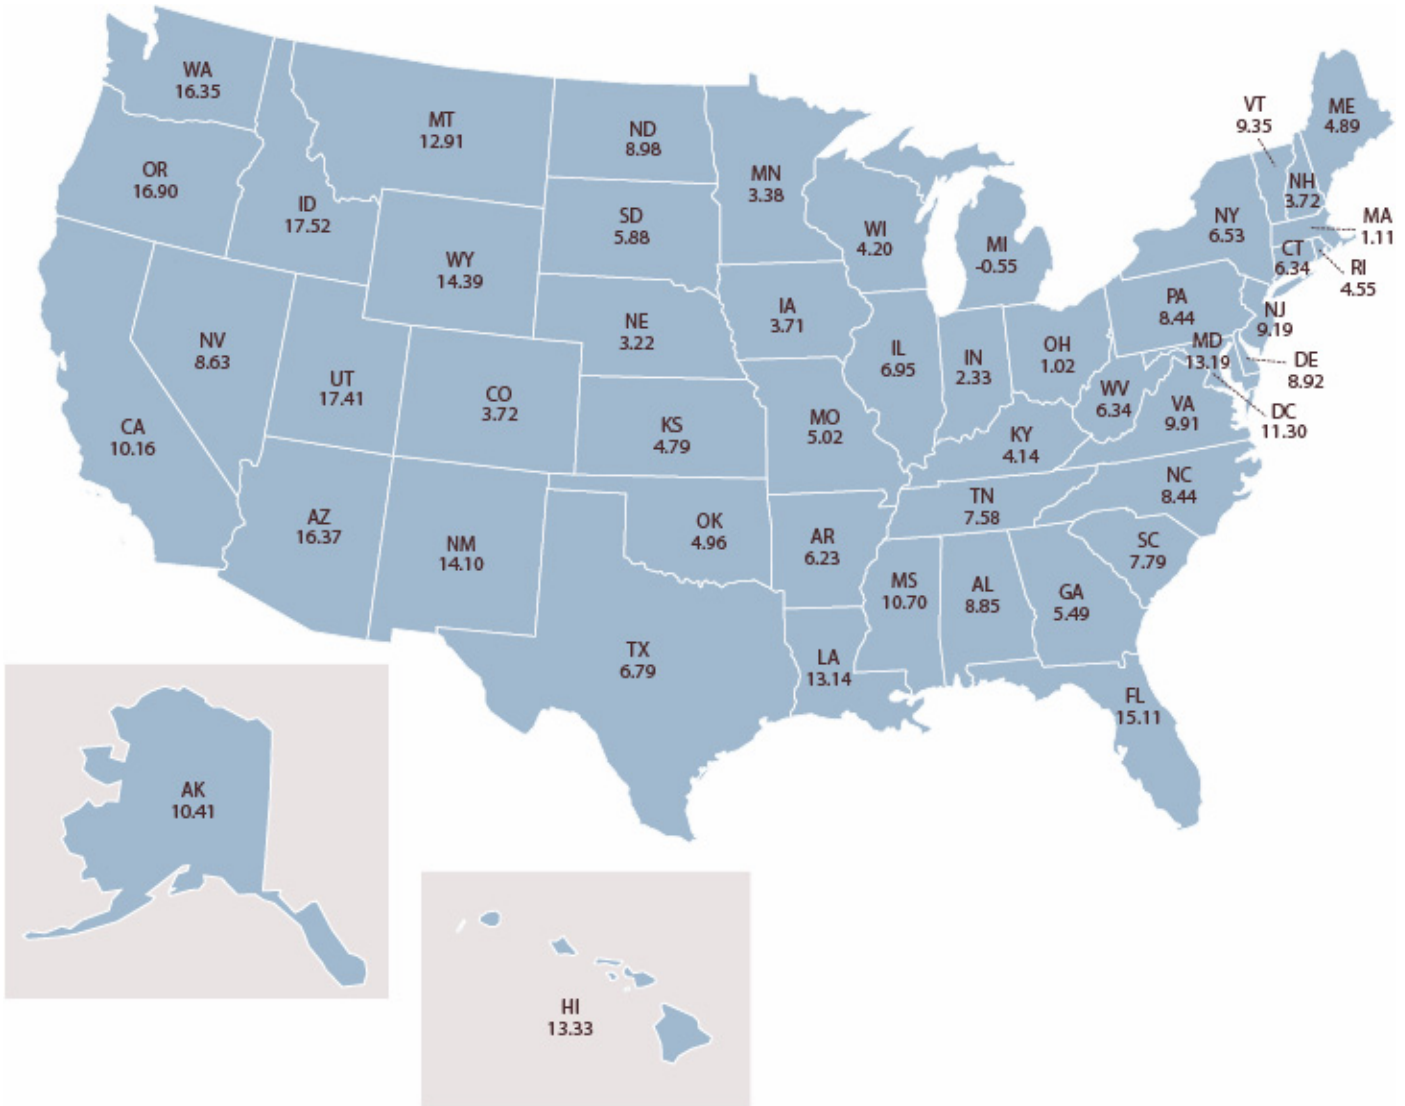 WA
16.35
MT
12.91
ND
8.98
MN
3.38
VT
9.35
ME
4.89
OR
16.90
ID
17.52
SD
5.88
WI
4.20
MI
-0.55
NY
6.53
NH
3.72
MA
1.11
CT
6.34
RI
4.55
WY
14.39
IA
3.71
PA
8.44
NJ
9.19
NV
8.63
NE
3.22
IL
6.95
IN
2.33
OH
1.02
MD
13.19
DE
8.92
UT
17.41
CO
3.72
WV
6.34
VA
9.91
DC
11.30
CA
10.16
KS
4.79
MO
5.02
KY
4.14
AZ
16.37
NM
14.10
OK
4.96
AR
6.23
TN
7.58
NC
8.44
SC
7.79
MS
10.70
AL
8.85
GA
5.49
TX
6.79
LA
13.14
FL
15.11
AK
10.41
HI
13.33